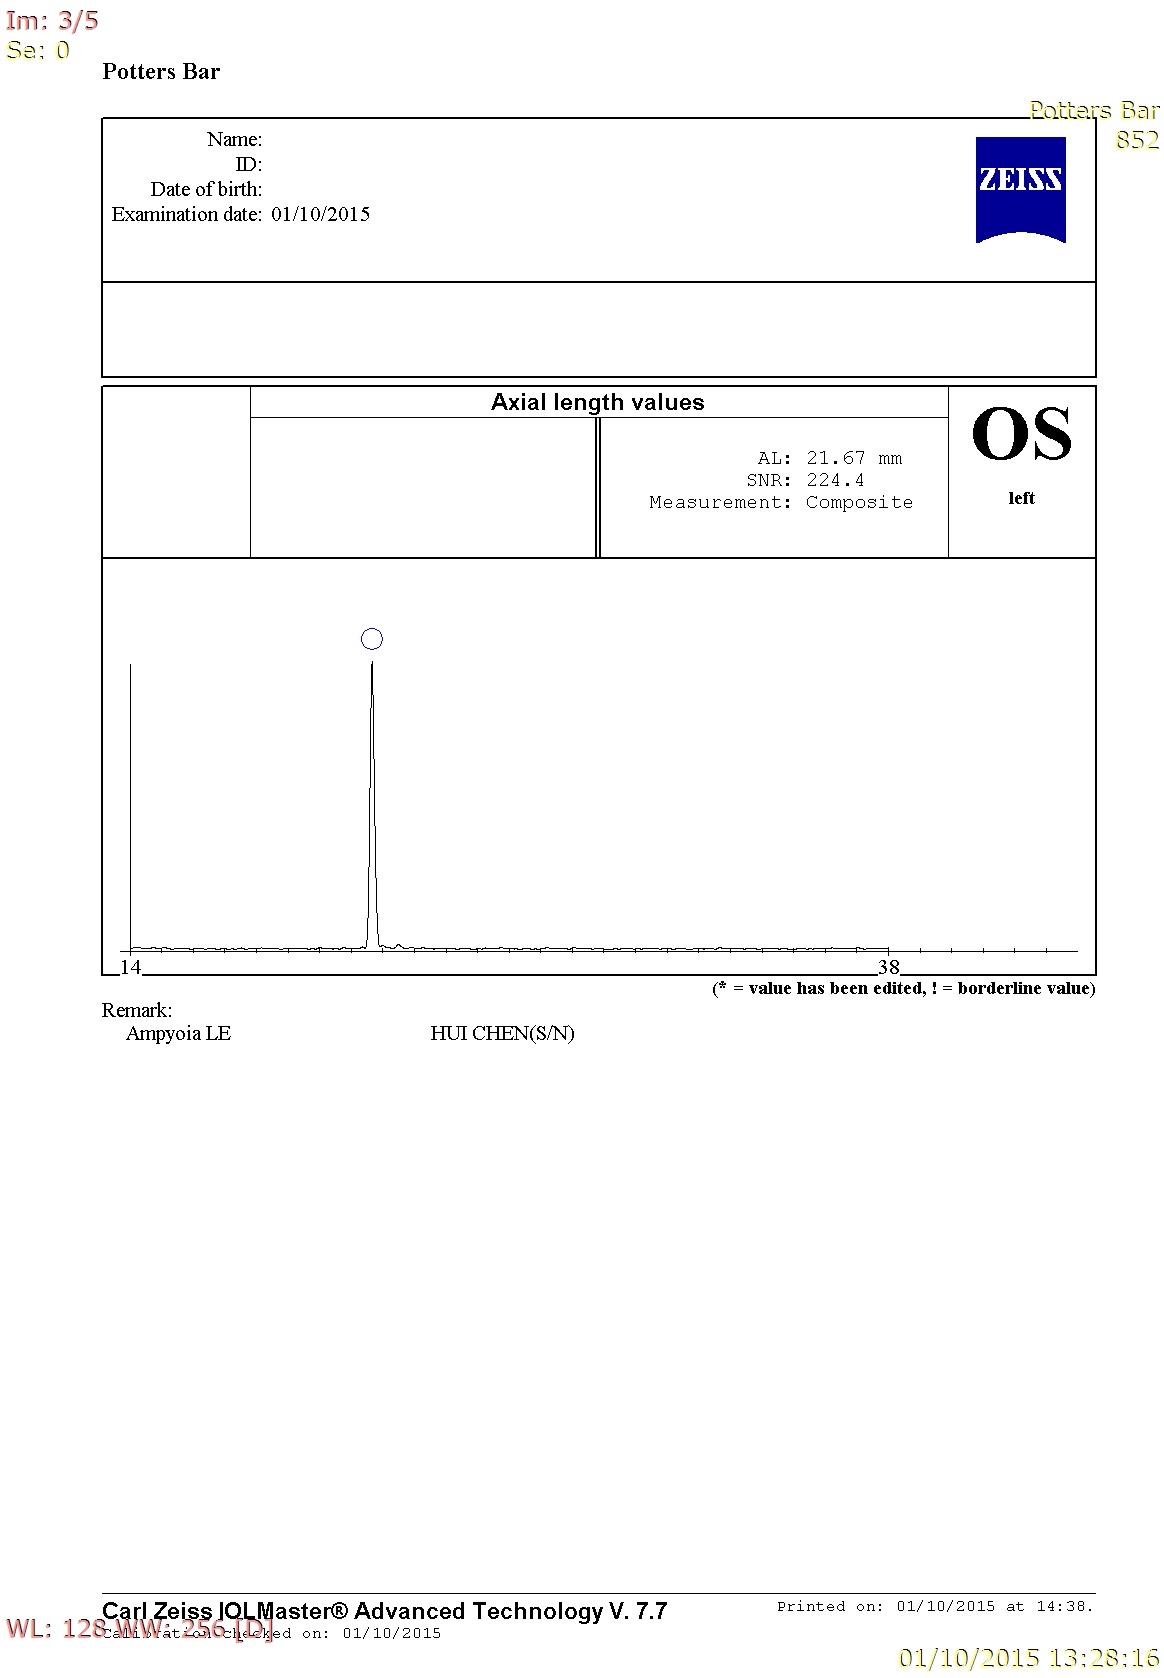 Im: 3/5
Se: 0
Potters Bar
Potters Bar
852
Name:
ID:
Date of birth:
Examination date: 01/10/2015
ZEISS
Axial length values
OS
left
AL: 21.67 mm
SNR: 224.4
Measurement: Composite
14 38
(* = value has been edited, ! = borderline value)
Remark:
Ampyoia LE HUI CHEN(S/N)
Carl Zeiss IOLMaster® Advanced Technology V. 7.7
Printed on: 01/10/2015 at 14:38.
WL: 128 WW: 256 [D]
Calibration checked on: 01/10/2015
01/10/2015 13:28:16